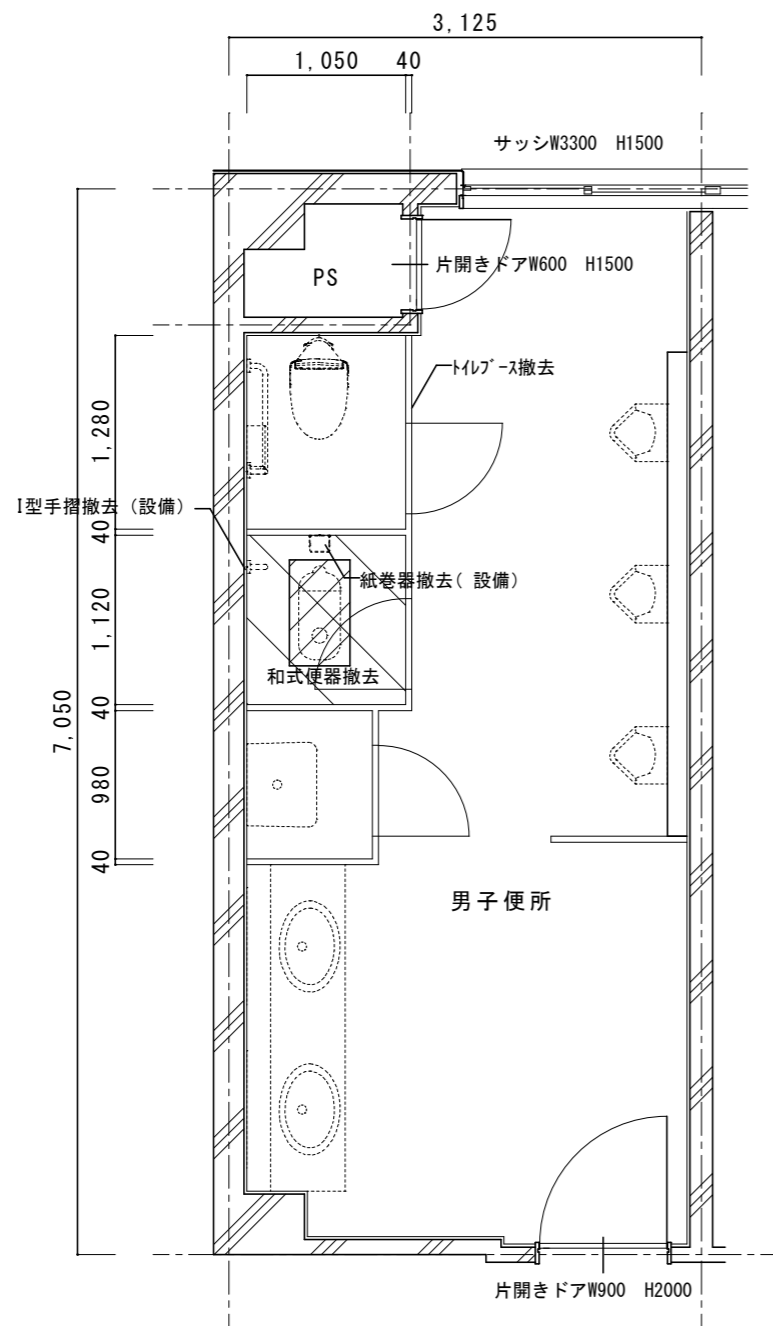 3,125
1,050 40
サッシW3300 H1500
片開きドアW600 H1500
PS
トイレブース撤去
1,280
I型手摺撤去（設備）
40
紙巻器撤去( 設備)
1,120
和式便器撤去
40
7,050
980
40
男子便所
片開きドアW900 H2000